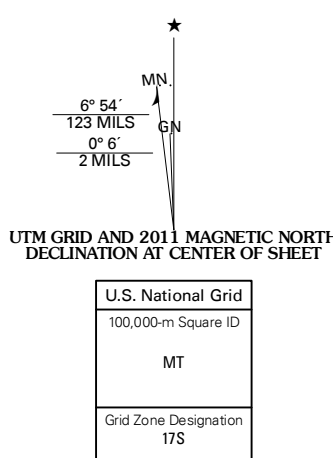 MN
6° 54´
123 MILS
GN
0° 6´
2 MILS
UTM GRID AND 2011 MAGNETIC NORTH
DECLINATION AT CENTER OF SHEET
U.S. National Grid
100,000-m Square ID
MT
Grid Zone Designation
17S